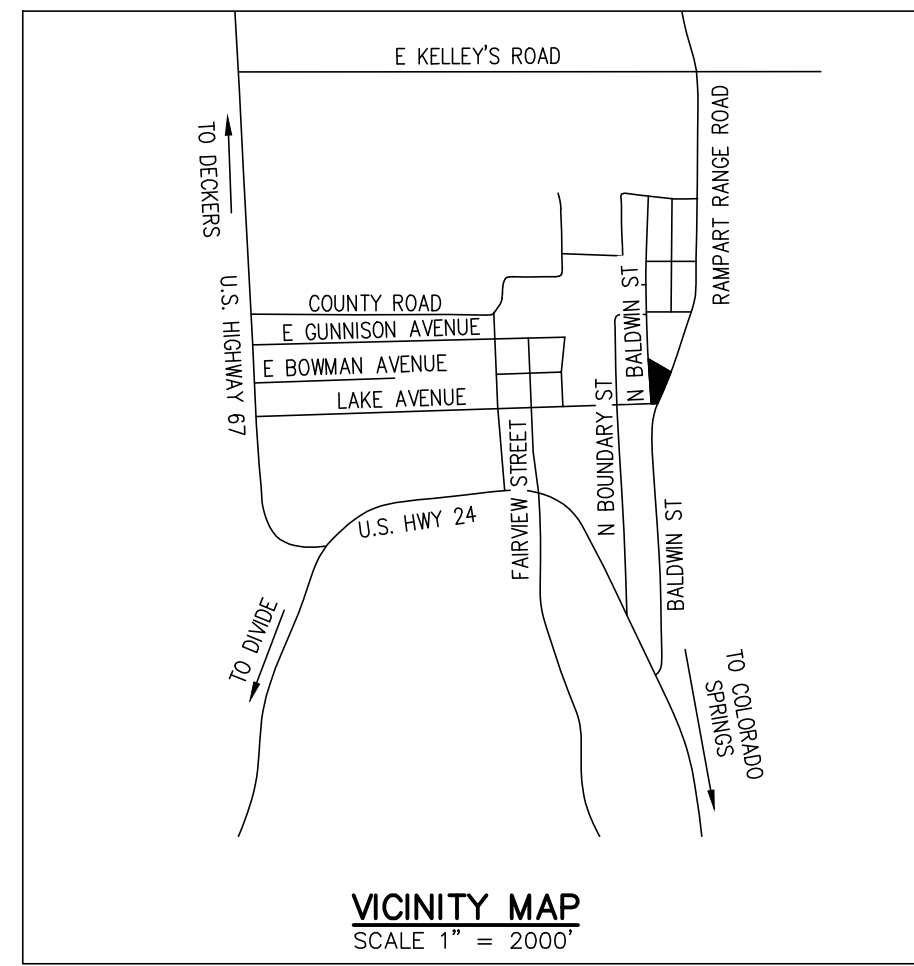 E KELLEY'S ROAD
TO DECKERS
RAMPART RANGE ROAD
U.S. HIGHWAY 67
COUNTY ROAD
E GUNNISON AVENUE
E BOWMAN AVENUE
LAKE AVENUE
N BALDWIN ST
N BOUNDARY ST
FAIRVIEW STREET
U.S. HWY 24
BALDWIN ST
TO DIVIDE
TO COLORADO
SPRINGS
VICINITY MAP
SCALE 1" = 2000'